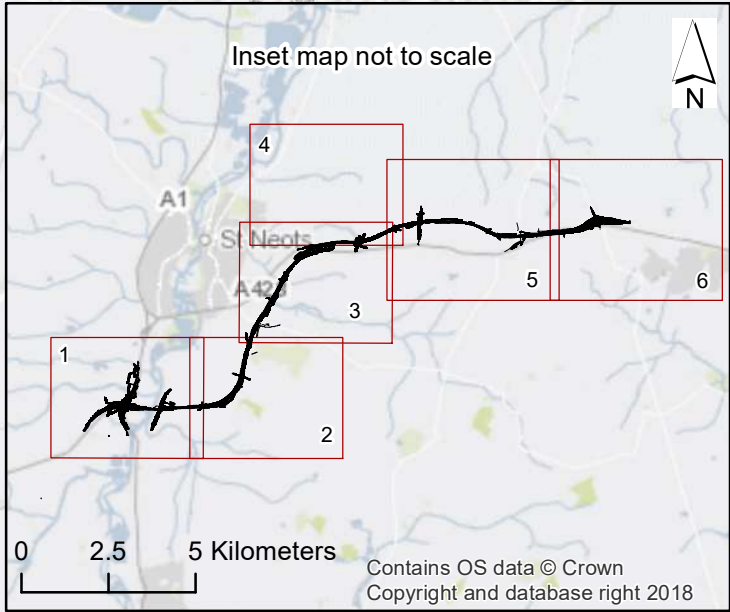 Inset map not to scale
N
4
A1
St Neots
A428
5
6
3
1
2
0 2.5 5 Kilometers
Contains OS data © Crown
Copyright and database right 2018